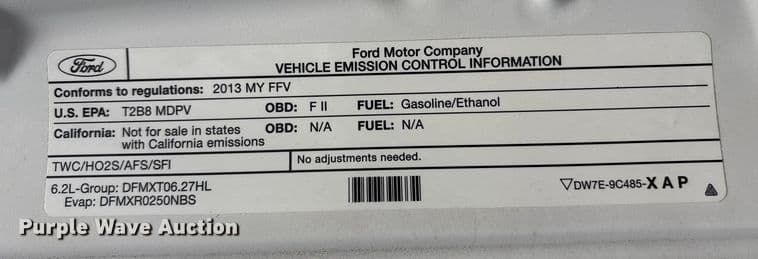 Ford
Ford Motor Company
VEHICLE EMISSION CONTROL INFORMATION
Conforms to regulations: 2013 MY FFV
U.S. EPA: T2B8 MDPV OBD: F II FUEL: Gasoline/Ethanol
California: Not for sale in states OBD: N/A FUEL: N/A
with California emissions
TWC/HO2S/AFS/SFI No adjustments needed.
6.2L-Group: DFMXT06.27HL
Evap: DFMXR0250NBS
▽DW7E-9C485-X A P
Purple Wave Auction